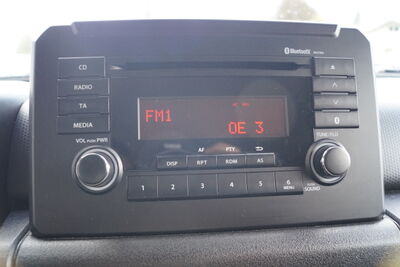 Bluetooth
CD
RADIO
TA
MEDIA
FM1
OE 3
VOL PUSH PWR
TUNE/FLD
AF PTY
DISP RPT RDM AS
1 2 3 4 5 6
MENU
SOUND